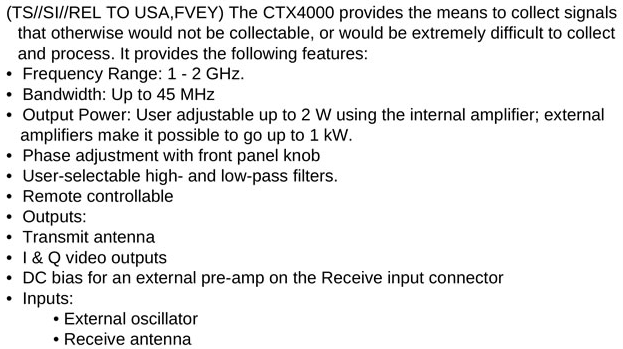 (TS//SI//REL TO USA,FVEY) The CTX4000 provides the means to collect signals
that otherwise would not be collectable, or would be extremely difficult to collect
and process. It provides the following features:
• Frequency Range: 1 - 2 GHz.
• Bandwidth: Up to 45 MHz
• Output Power: User adjustable up to 2 W using the internal amplifier; external
amplifiers make it possible to go up to 1 kW.
• Phase adjustment with front panel knob
• User-selectable high- and low-pass filters.
• Remote controllable
• Outputs:
• Transmit antenna
• I & Q video outputs
• DC bias for an external pre-amp on the Receive input connector
• Inputs:
• External oscillator
• Receive antenna